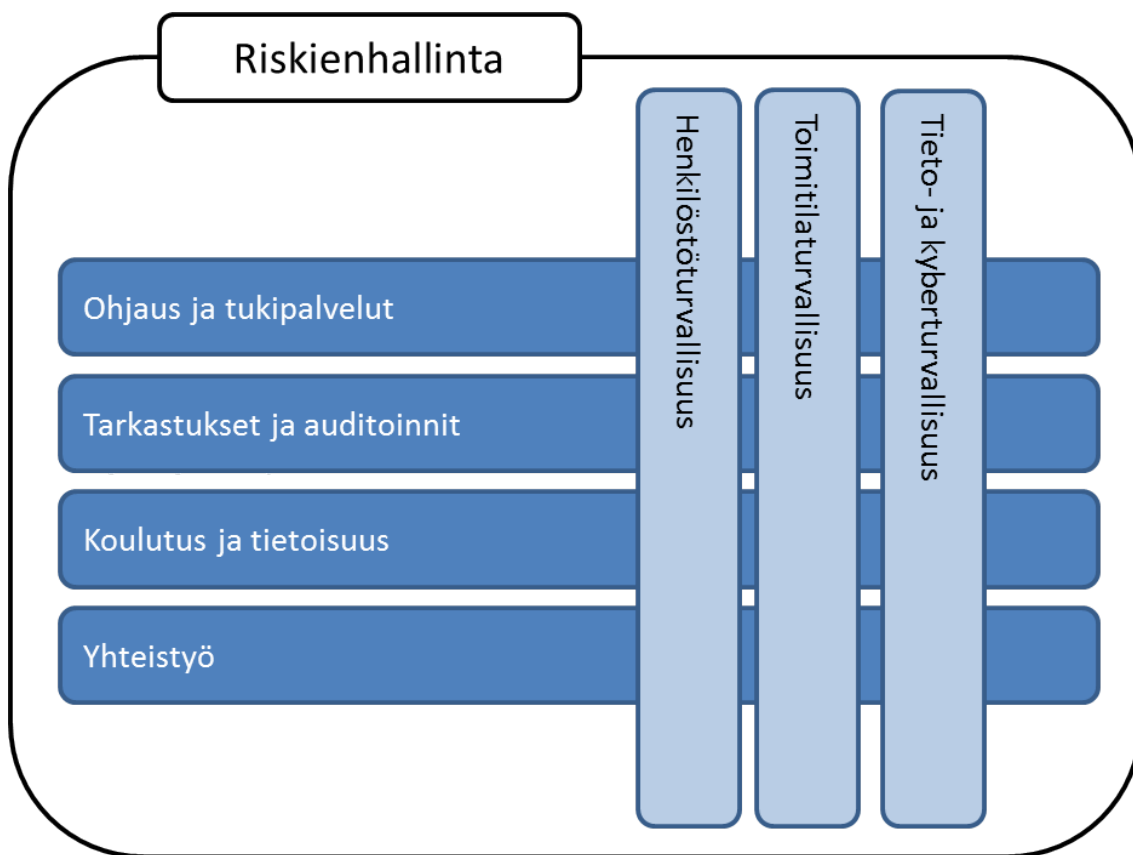 Riskienhallinta
Henkilöstöturvallisuus
Toimitilaturvallisuus
Tieto- ja kyberturvallisuus
Ohjaus ja tukipalvelut
Tarkastukset ja auditoinnit
Koulutus ja tietoisuus
Yhteistyö